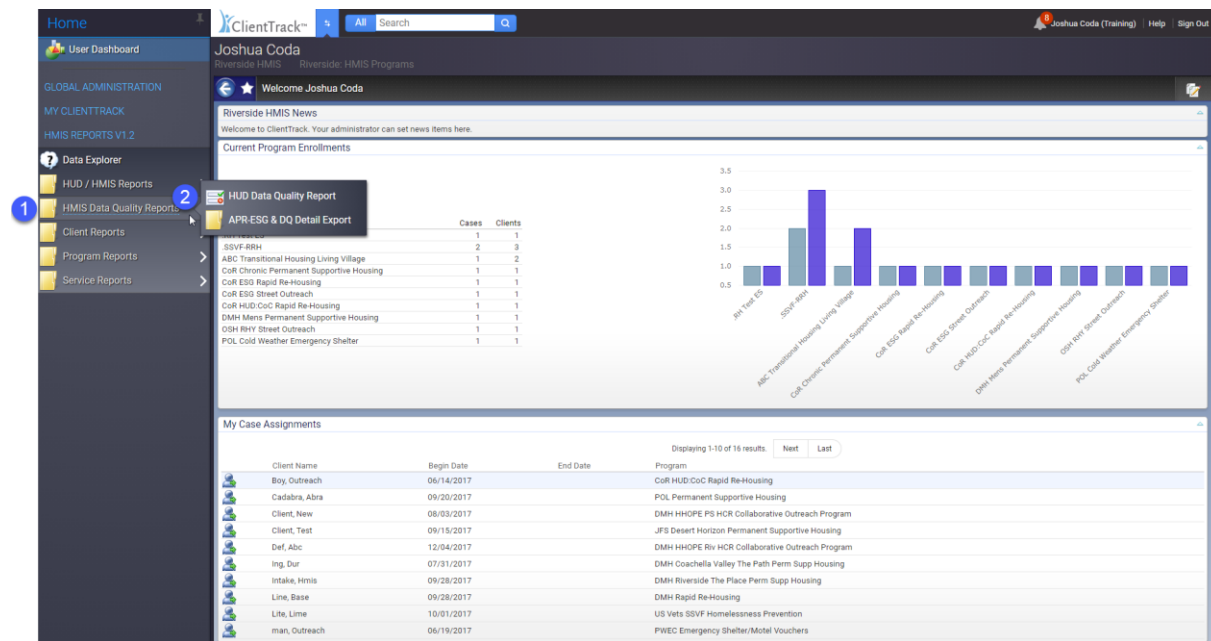 Home
ClientTrack™
All
Search
8
Joshua Coda (Training) | Help | Sign Out
User Dashboard
Joshua Coda
Riverside HMIS Riverside: HMIS Programs
GLOBAL ADMINISTRATION
Welcome Joshua Coda
MY CLIENTTRACK
HMIS REPORTS V1.2
Data Explorer
HUD / HMIS Reports
1
HMIS Data Quality Reports
Client Reports
Program Reports
Service Reports
2
HUD Data Quality Report
APR-ESG & DQ Detail Export
Riverside HMIS News
Welcome to ClientTrack. Your administrator can set news items here.
Current Program Enrollments
Cases Clients
.RH Test ES 1 1
.SSVF-RRH 2 3
ABC Transitional Housing Living Village 1 2
CoR Chronic Permanent Supportive Housing 1 1
CoR ESG Rapid Re-Housing 1 1
CoR ESG Street Outreach 1 1
CoR HUD:CoC Rapid Re-Housing 1 1
DMH Mens Permanent Supportive Housing 1 1
OSH RHY Street Outreach 1 1
POL Cold Weather Emergency Shelter 1 1
3.5
3.0
2.5
2.0
1.5
1.0
0.5
.RH Test ES
.SSVF-RRH
ABC Transitional Housing Living Village
CoR Chronic Permanent Supportive Housing
CoR ESG Rapid Re-Housing
CoR ESG Street Outreach
CoR HUD:CoC Rapid Re-Housing
DMH Mens Permanent Supportive Housing
OSH RHY Street Outreach
POL Cold Weather Emergency Shelter
My Case Assignments
Displaying 1-10 of 16 results. Next Last
Client Name Begin Date End Date Program
Boy, Outreach 06/14/2017 CoR HUD:CoC Rapid Re-Housing
Cadabra, Abra 09/20/2017 POL Permanent Supportive Housing
Client, New 08/03/2017 DMH HHOPE PS HCR Collaborative Outreach Program
Client, Test 09/15/2017 JFS Desert Horizon Permanent Supportive Housing
Def, Abc 12/04/2017 DMH HHOPE Riv HCR Collaborative Outreach Program
Ing, Dur 07/31/2017 DMH Coachella Valley The Path Perm Supp Housing
Intake, Hmis 09/28/2017 DMH Riverside The Place Perm Supp Housing
Line, Base 09/28/2017 DMH Rapid Re-Housing
Lite, Lime 10/01/2017 US Vets SSVF Homelessness Prevention
man, Outreach 06/19/2017 PWEC Emergency Shelter/Motel Vouchers